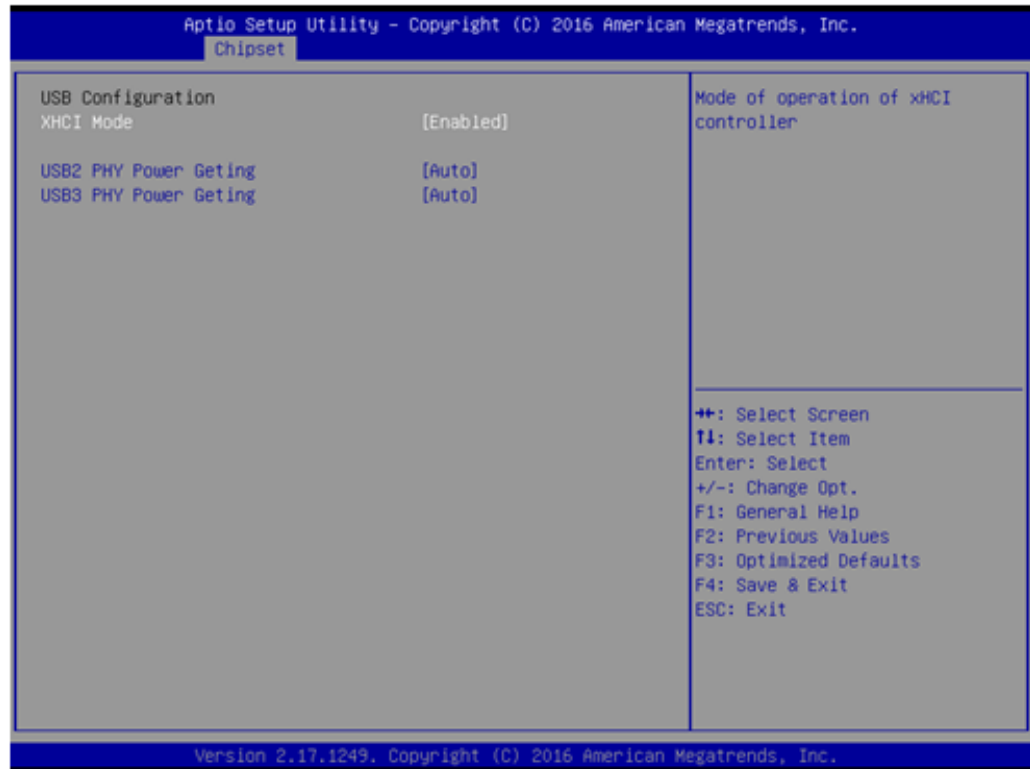 Aptio Setup Utility – Copyright (C) 2016 American Megatrends, Inc.
Chipset
USB Configuration
XHCI Mode [Enabled]
USB2 PHY Power Geting [Auto]
USB3 PHY Power Geting [Auto]
Mode of operation of xHCI
controller
→←: Select Screen
↑↓: Select Item
Enter: Select
+/-: Change Opt.
F1: General Help
F2: Previous Values
F3: Optimized Defaults
F4: Save & Exit
ESC: Exit
Version 2.17.1249. Copyright (C) 2016 American Megatrends, Inc.